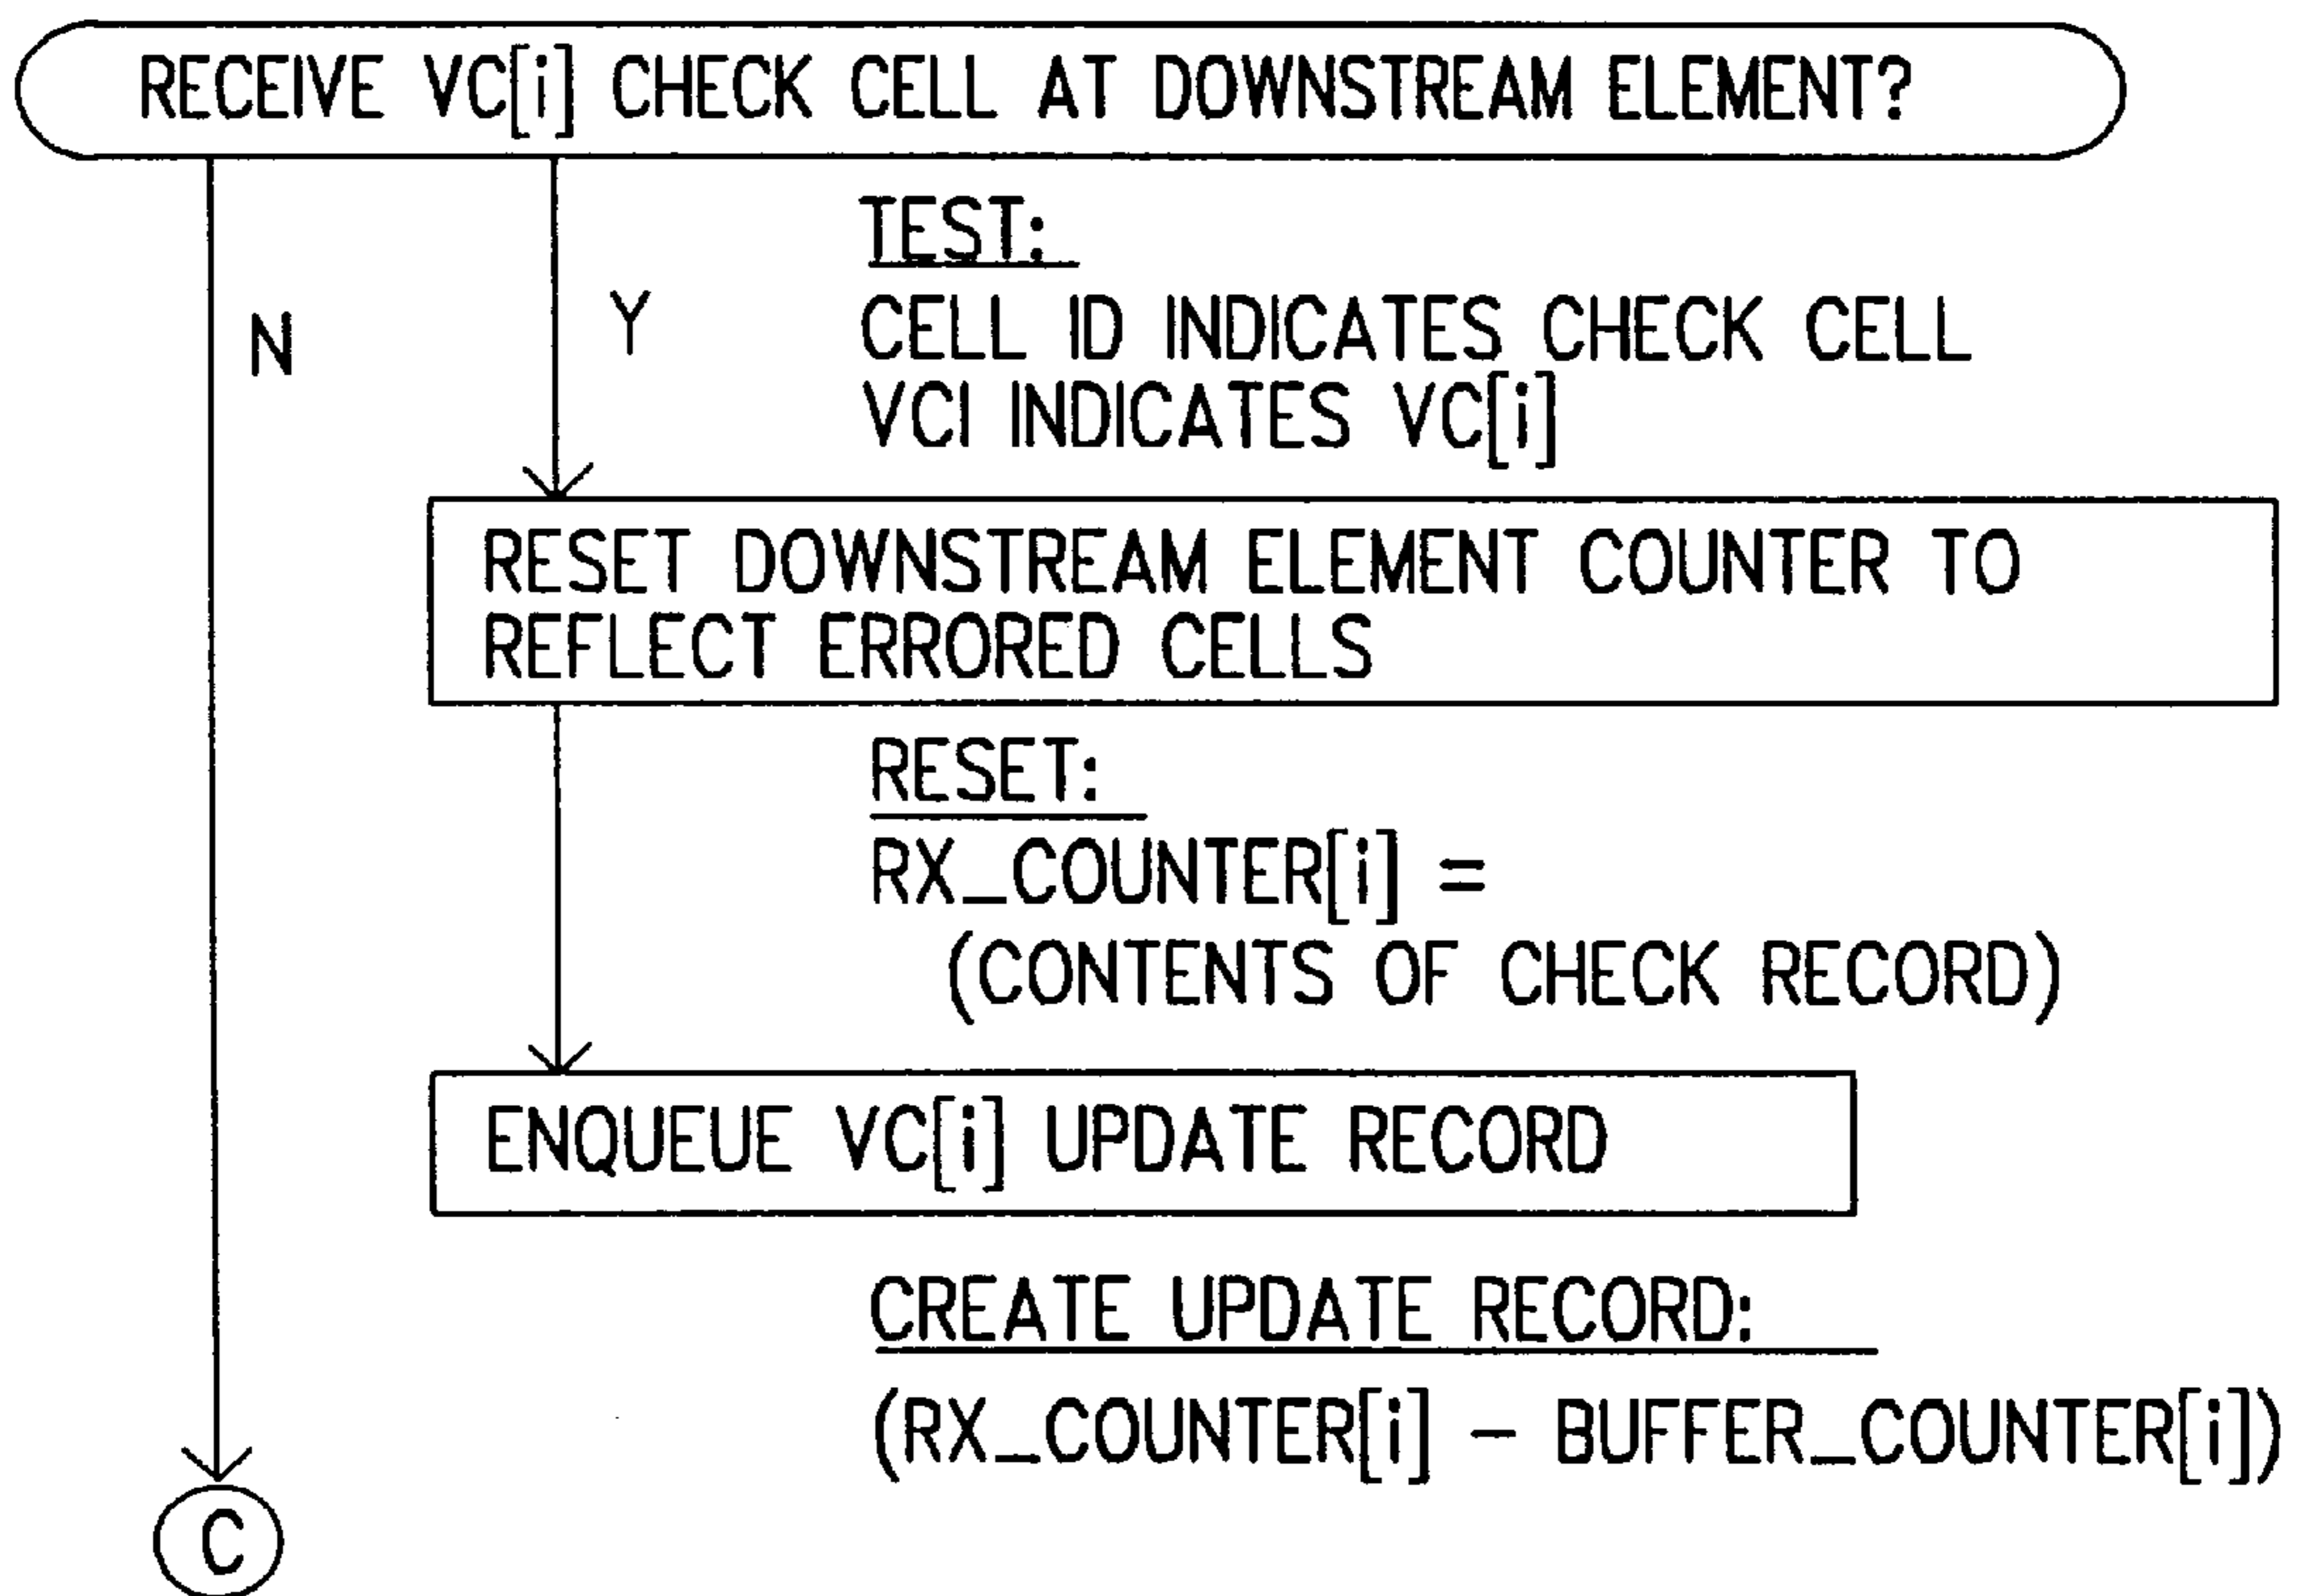 RECEIVE VC[i] CHECK CELL AT DOWNSTREAM ELEMENT?
TEST:
N
Y
CELL ID INDICATES CHECK CELL
VCI INDICATES VC[i]
RESET DOWNSTREAM ELEMENT COUNTER TO
REFLECT ERRORED CELLS
RESET:
RX_COUNTER[i] =
(CONTENTS OF CHECK RECORD)
ENQUEUE VC[i] UPDATE RECORD
CREATE UPDATE RECORD:
(RX_COUNTER[i] – BUFFER_COUNTER[i])
C